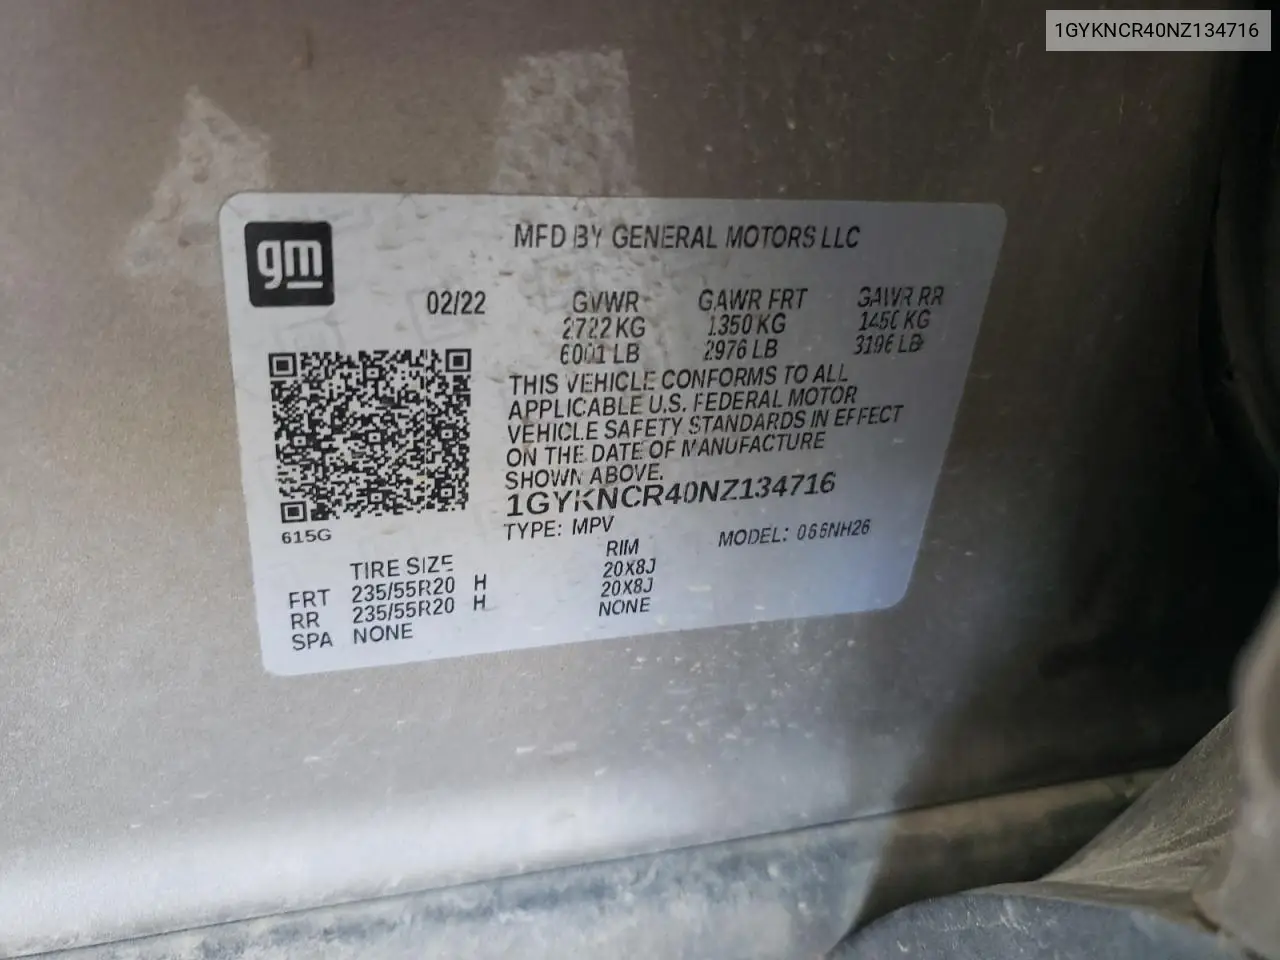 1GYKNCR40NZ134716
gm
MFD BY GENERAL MOTORS LLC
02/22 GVWR GAWR FRT GAWR RR
2722 KG 1350 KG 1450 KG
6001 LB 2976 LB 3196 LB
THIS VEHICLE CONFORMS TO ALL
APPLICABLE U.S. FEDERAL MOTOR
VEHICLE SAFETY STANDARDS IN EFFECT
ON THE DATE OF MANUFACTURE
SHOWN ABOVE.
1GYKNCR40NZ134716
615G
TYPE: MPV MODEL: 066NH26
TIRE SIZE RIM
FRT 235/55R20 H 20X8J
RR 235/55R20 H 20X8J
SPA NONE NONE